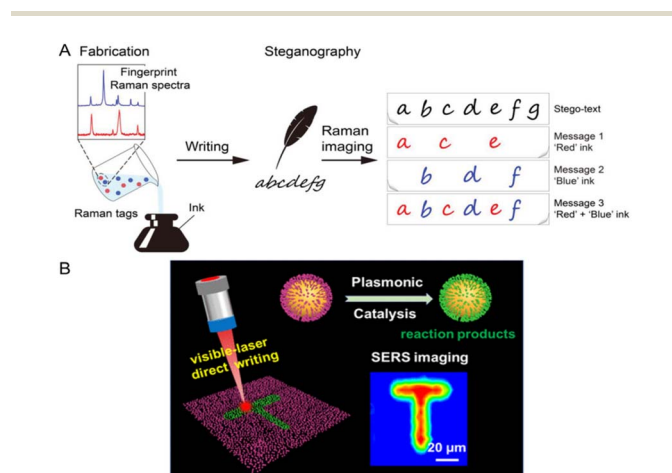 A
Fabrication
Steganography
Fingerprint
Raman spectra
Writing
Raman
imaging
abcdefg
Raman tags
Ink
a b c d e f g
Stego-text
a c e
Message 1
'Red' ink
b d f
Message 2
'Blue' ink
a b c d e f
Message 3
'Red' + 'Blue' ink
B
Plasmonic
Catalysis
reaction products
visible-laser
direct writing
SERS imaging
T
20 μm